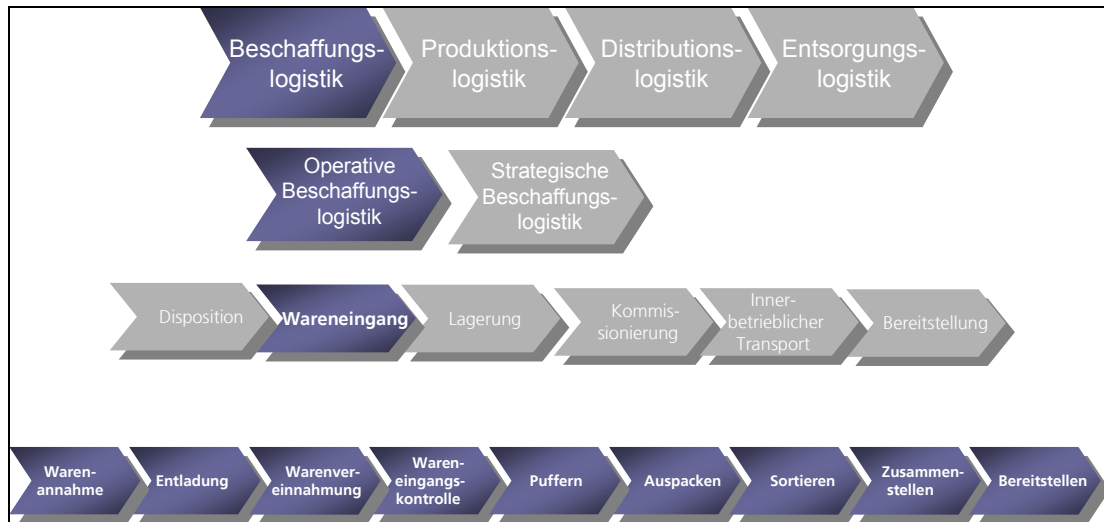 Beschaffungs-
logistik
Produktions-
logistik
Distributions-
logistik
Entsorgungs-
logistik
Operative
Beschaffungs-
logistik
Strategische
Beschaffungs-
logistik
Disposition
Wareneingang
Lagerung
Kommis-
sionierung
Inner-
betrieblicher
Transport
Bereitstellung
Waren-
annahme
Entladung
Warenver-
einnahmung
Waren-
eingangs-
kontrolle
Puffern
Auspacken
Sortieren
Zusammen-
stellen
Bereitstellen